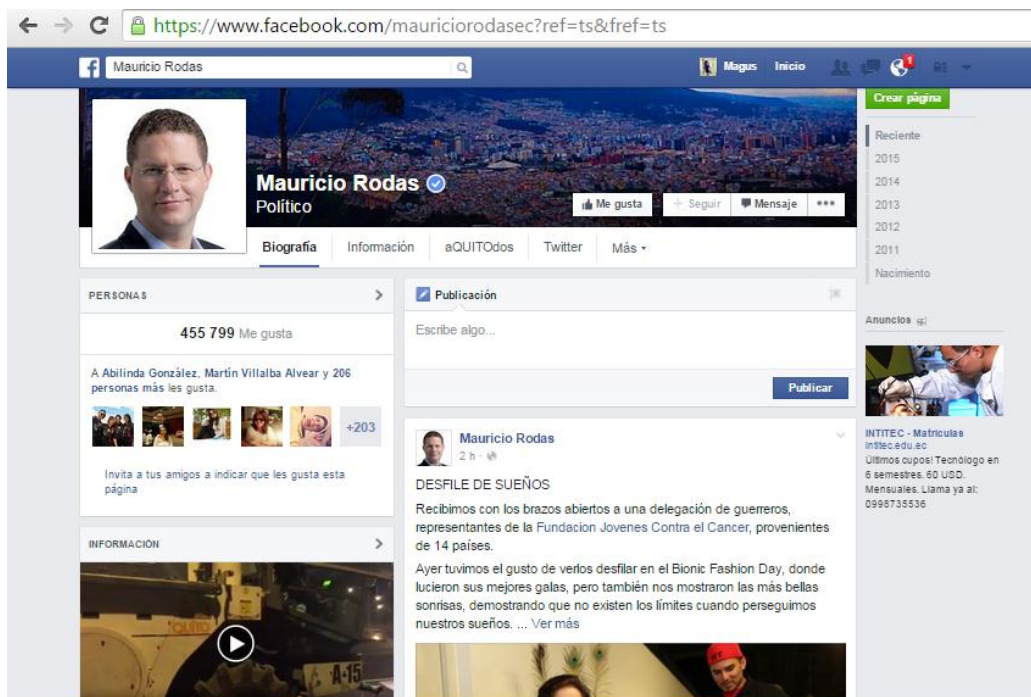 https://www.facebook.com/mauriciorodasec?ref=ts&fref=ts
Mauricio Rodas
Magus Inicio
1
Mauricio Rodas
Político
Me gusta Seguir Mensaje
Biografía Información aQUITOdos Twitter Más
Crear página
Reciente
2015
2014
2013
2012
2011
Nacimiento
PERSONAS
455 799 Me gusta
A Abilinda González, Martín Villalba Alvear y 206
personas más les gusta.
+203
Invita a tus amigos a indicar que les gusta esta
página
INFORMACIÓN
QUITO
A-15
Publicación
Escribe algo...
Publicar
Mauricio Rodas
2 h
DESFILE DE SUEÑOS
Recibimos con los brazos abiertos a una delegación de guerreros,
representantes de la Fundacion Jovenes Contra el Cancer, provenientes
de 14 países.
Ayer tuvimos el gusto de verlos desfilar en el Bionic Fashion Day, donde
lucieron sus mejores galas, pero también nos mostraron las más bellas
sonrisas, demostrando que no existen los límites cuando perseguimos
nuestros sueños. ... Ver más
Anuncios
INTITEC - Matriculas
intitec.edu.ec
Últimos cupos! Tecnólogo en
6 semestres. 60 USD.
Mensuales. Llama ya al:
0998735536